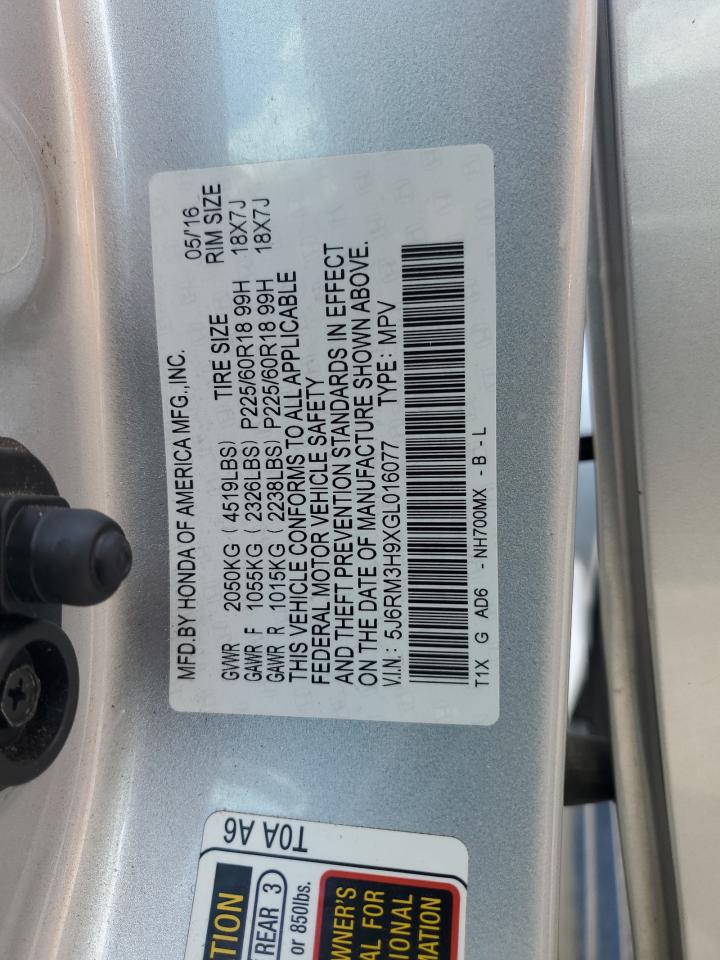 MFD.BY HONDA OF AMERICA MFG.,INC. 05/'16
GVWR 2050KG ( 4519LBS) TIRE SIZE RIM SIZE
GAWR F 1055KG ( 2326LBS) P225/60R18 99H 18X7J
GAWR R 1015KG ( 2238LBS) P225/60R18 99H 18X7J
THIS VEHICLE CONFORMS TO ALL APPLICABLE
FEDERAL MOTOR VEHICLE SAFETY
AND THEFT PREVENTION STANDARDS IN EFFECT
ON THE DATE OF MANUFACTURE SHOWN ABOVE.
V.I.N.: 5J6RM3H9XGL016077 TYPE: MPV
T1X G AD6 - NH700MX - B - L
T0A A6
TION
REAR 3
or 850lbs.
WNER'S
AL FOR
IONAL
MATION